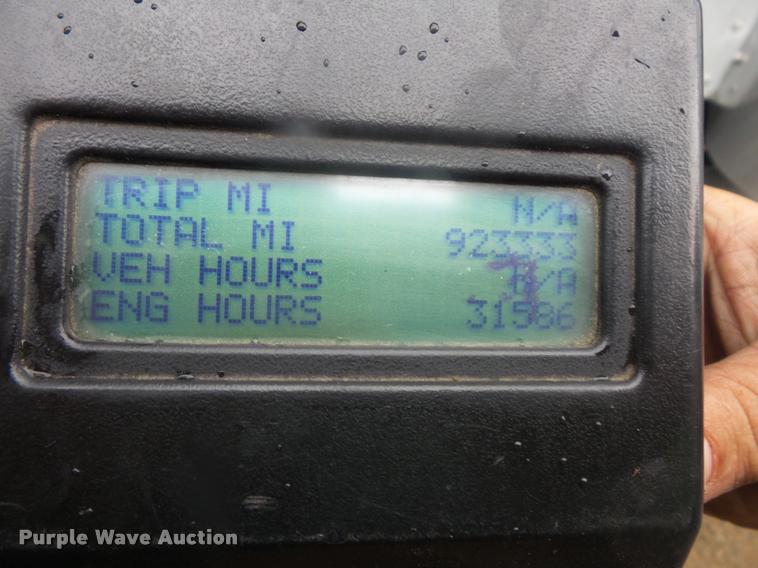 TRIP MI N/A
TOTAL MI 923333
VEH HOURS N/A
ENG HOURS 31586
Purple Wave Auction